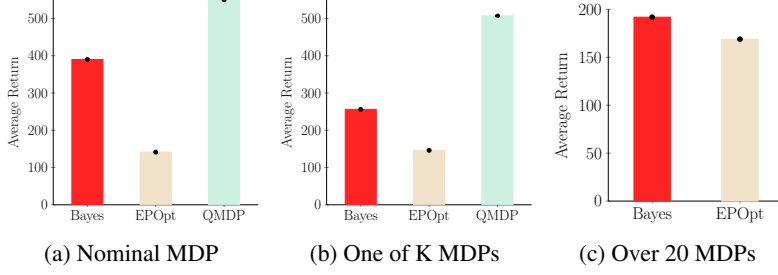 Average Return
500
400
300
200
100
0
Bayes EPOpt QMDP
(a) Nominal MDP
Average Return
500
400
300
200
100
0
Bayes EPOpt QMDP
(b) One of K MDPs
Average Return
200
150
100
50
0
Bayes EPOpt
(c) Over 20 MDPs